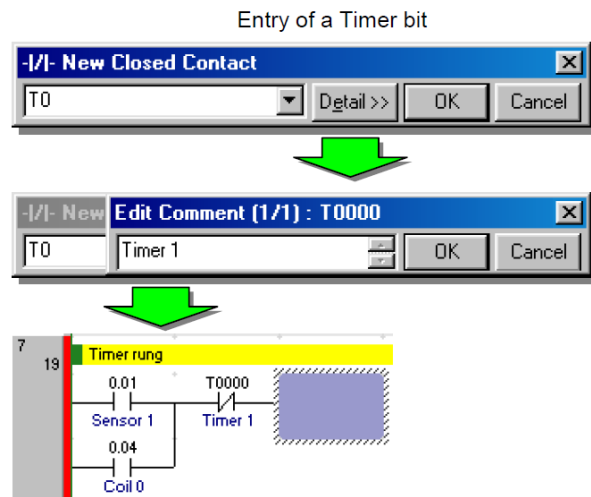 Entry of a Timer bit
-|/|- New Closed Contact
T0 Detail >> OK Cancel
-|/|- New Edit Comment (1/1) : T0000
T0 Timer 1 OK Cancel
7
19 Timer rung
0.01 T0000
Sensor 1 Timer 1
0.04
Coil 0